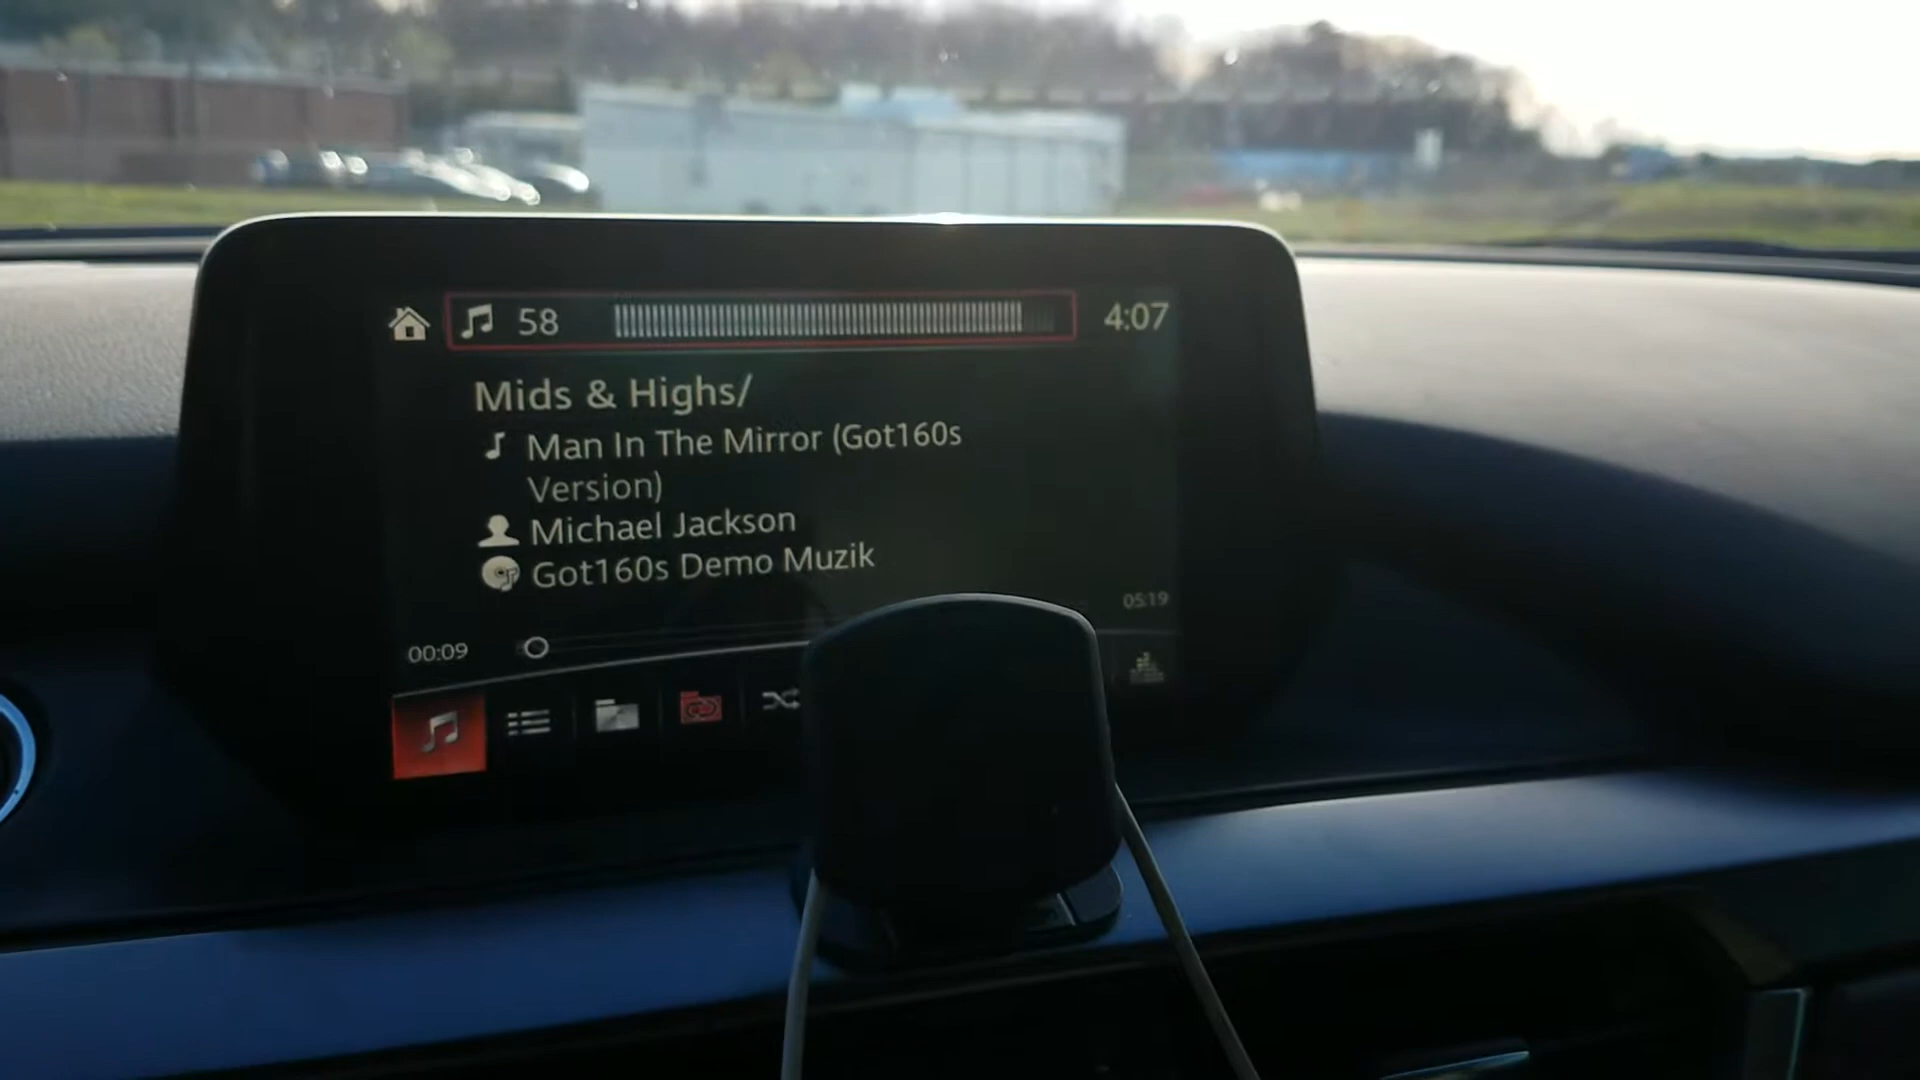 58
4:07
Mids & Highs/
Man In The Mirror (Got160s
Version)
Michael Jackson
Got160s Demo Muzik
05:19
00:09